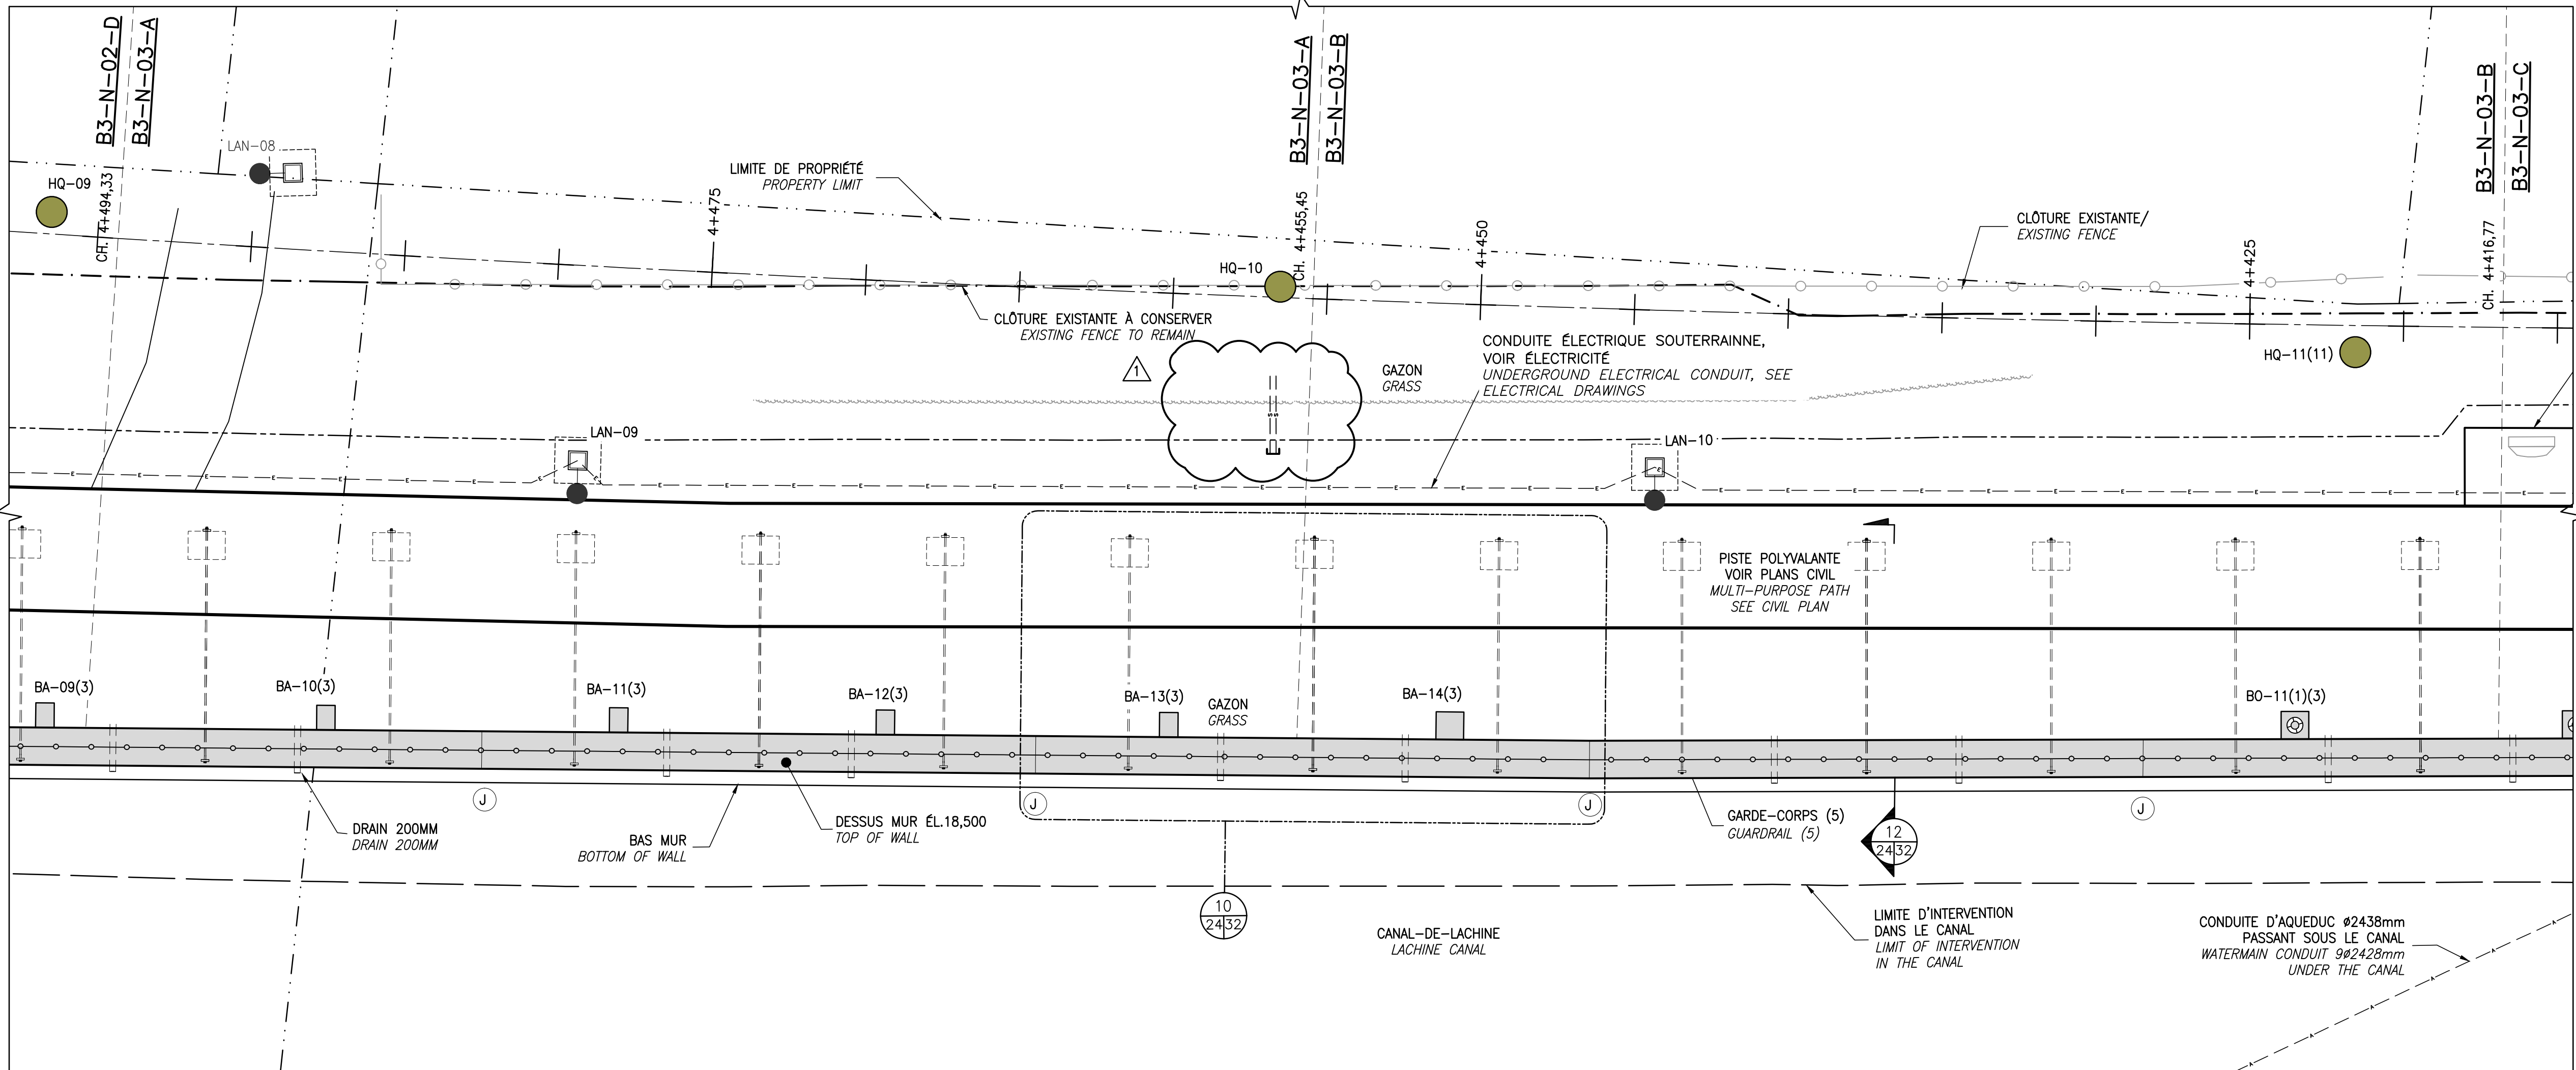 B3-N-02-D
B3-N-03-A
B3-N-03-A
B3-N-03-B
B3-N-03-B
B3-N-03-C
LAN-08
HQ-09
CH. 4+494,33
LIMITE DE PROPRIÉTÉ
PROPERTY LIMIT
4+475
HQ-10
CH. 4+455,45
4+450
CLÔTURE EXISTANTE/
EXISTING FENCE
4+425
CH. 4+416,77
CLÔTURE EXISTANTE À CONSERVER
EXISTING FENCE TO REMAIN
1
GAZON
GRASS
CONDUITE ÉLECTRIQUE SOUTERRAINNE,
VOIR ÉLECTRICITÉ
UNDERGROUND ELECTRICAL CONDUIT, SEE
ELECTRICAL DRAWINGS
HQ-11(11)
LAN-09
LAN-10
PISTE POLYVALANTE
VOIR PLANS CIVIL
MULTI-PURPOSE PATH
SEE CIVIL PLAN
BA-09(3)
BA-10(3)
BA-11(3)
BA-12(3)
BA-13(3)
GAZON
GRASS
BA-14(3)
BO-11(1)(3)
J
J
J
J
DRAIN 200MM
DRAIN 200MM
BAS MUR
BOTTOM OF WALL
DESSUS MUR ÉL.18,500
TOP OF WALL
GARDE-CORPS (5)
GUARDRAIL (5)
12
24 32
10
24 32
CANAL-DE-LACHINE
LACHINE CANAL
LIMITE D'INTERVENTION
DANS LE CANAL
LIMIT OF INTERVENTION
IN THE CANAL
CONDUITE D'AQUEDUC ø2438mm
PASSANT SOUS LE CANAL
WATERMAIN CONDUIT 9ø2428mm
UNDER THE CANAL